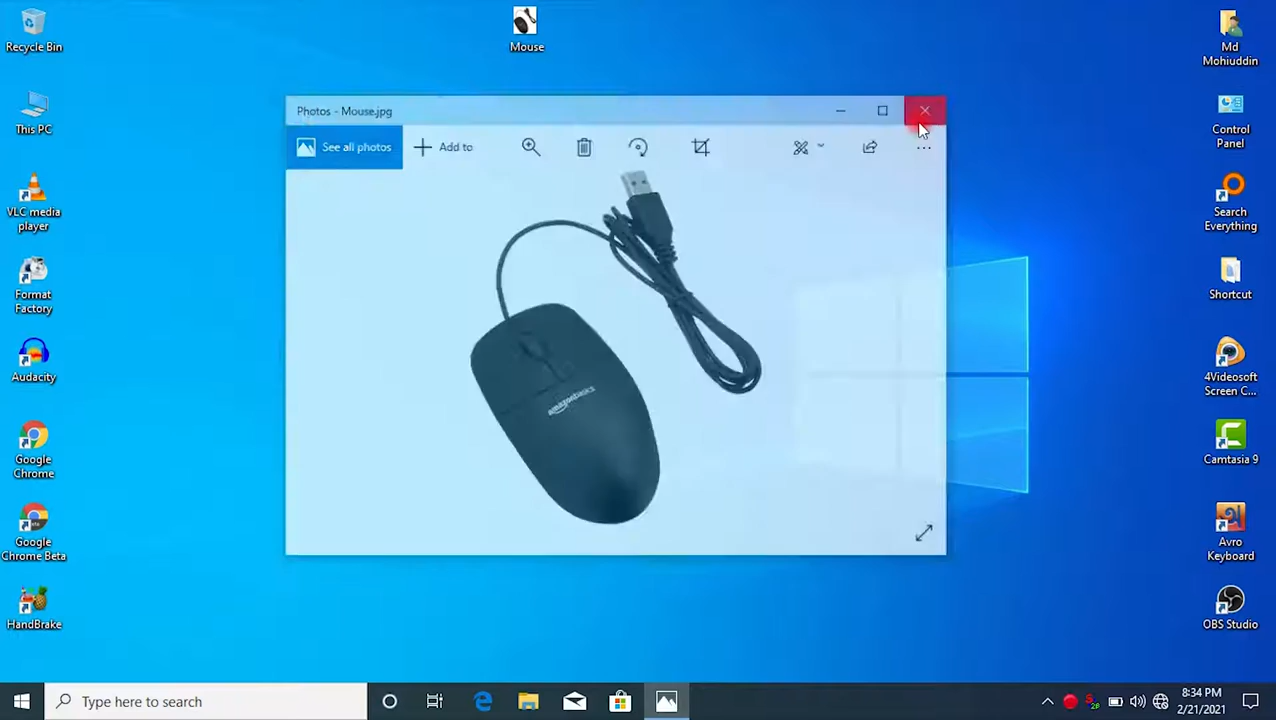 Recycle Bin
This PC
VLC media
player
Format
Factory
Audacity
Google
Chrome
Google
Chrome Beta
HandBrake
Mouse
Photos - Mouse.jpg
See all photos
Add to
amazonbasics
Md
Mohiuddin
Control
Panel
Search
Everything
Shortcut
4Videosoft
Screen C...
Camtasia 9
Avro
Keyboard
OBS Studio
Type here to search
8:34 PM
2/21/2021